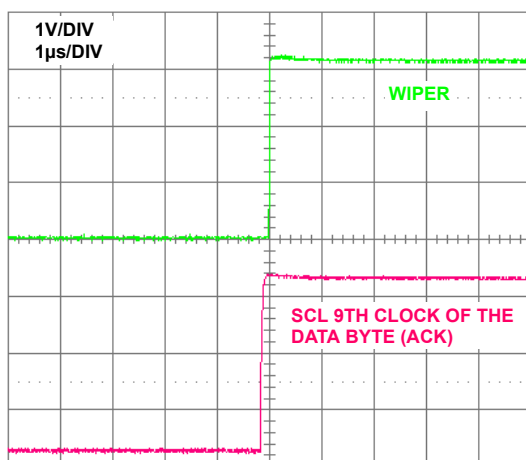 1V/DIV
1µs/DIV
WIPER
SCL 9TH CLOCK OF THE
DATA BYTE (ACK)